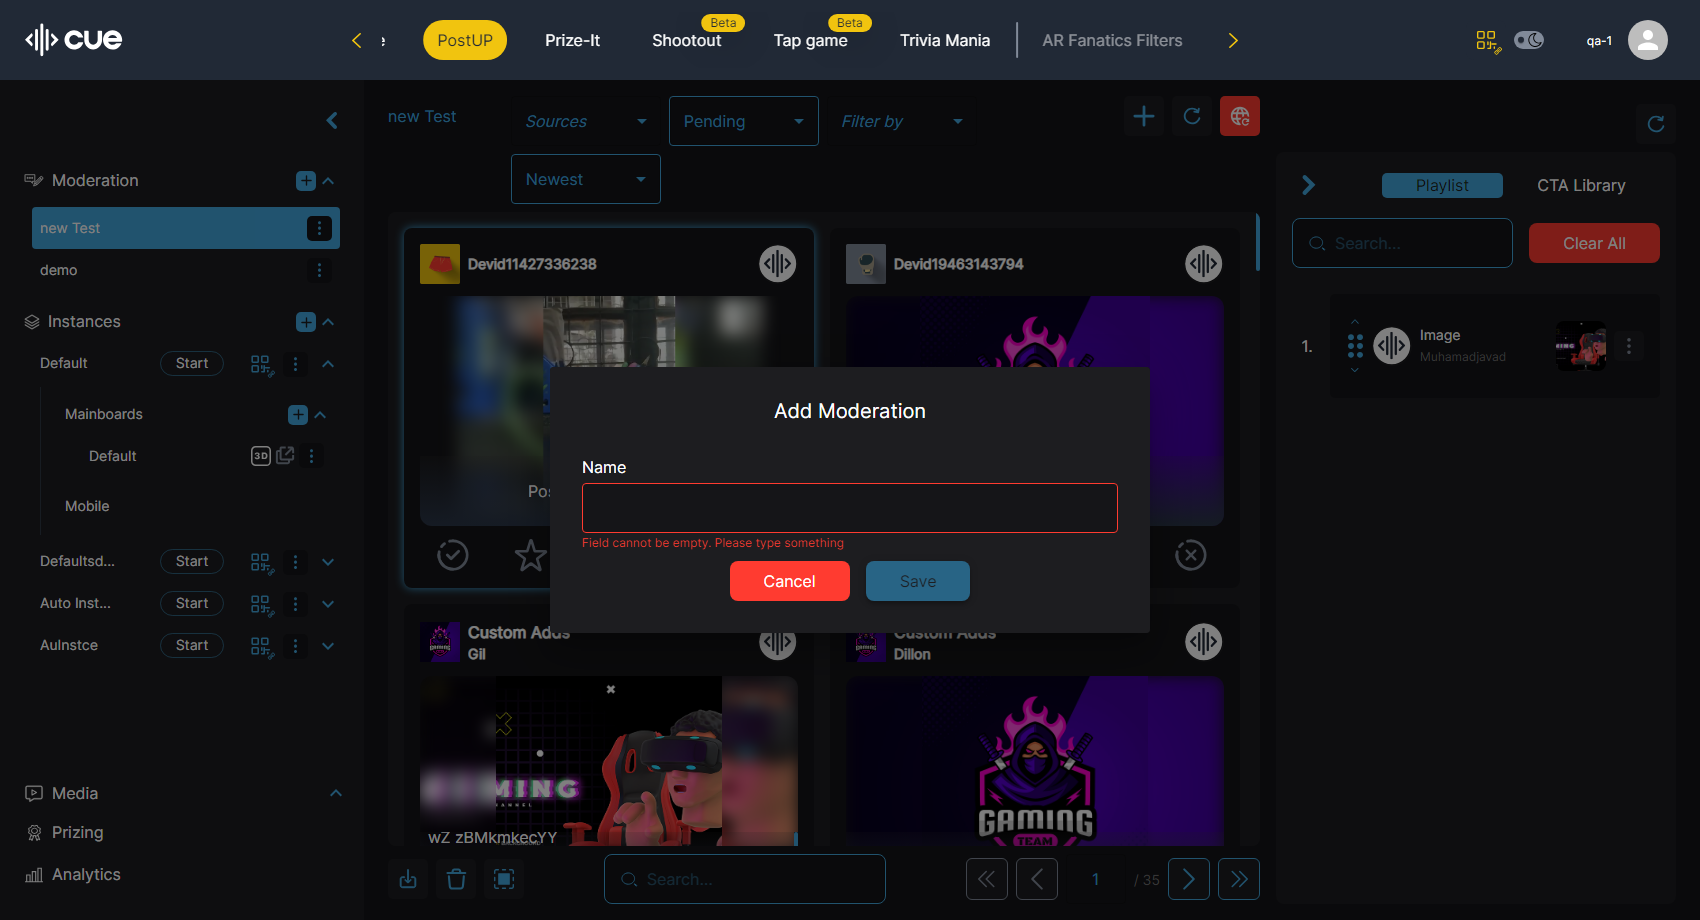 cue
PostUP
Prize-It
Shootout
Beta
Tap game
Beta
Trivia Mania
AR Fanatics Filters
qa-1
Moderation
new Test
demo
Instances
Default
Start
Mainboards
Default
3D
Mobile
Defaultsd...
Start
Auto Inst...
Start
AuInstce
Start
Media
Prizing
Analytics
new Test
Sources
Pending
Filter by
Newest
Devid11427336238
Devid19463143794
Pos
Add Moderation
Name
Field cannot be empty. Please type something
Cancel
Save
Custom Adds
Gil
Custom Adds
Dillon
wZ zBMkmkecYY
GAMING
TEAM
Search...
1
/ 35
Playlist
CTA Library
Search...
Clear All
1.
Image
Muhamadjavad